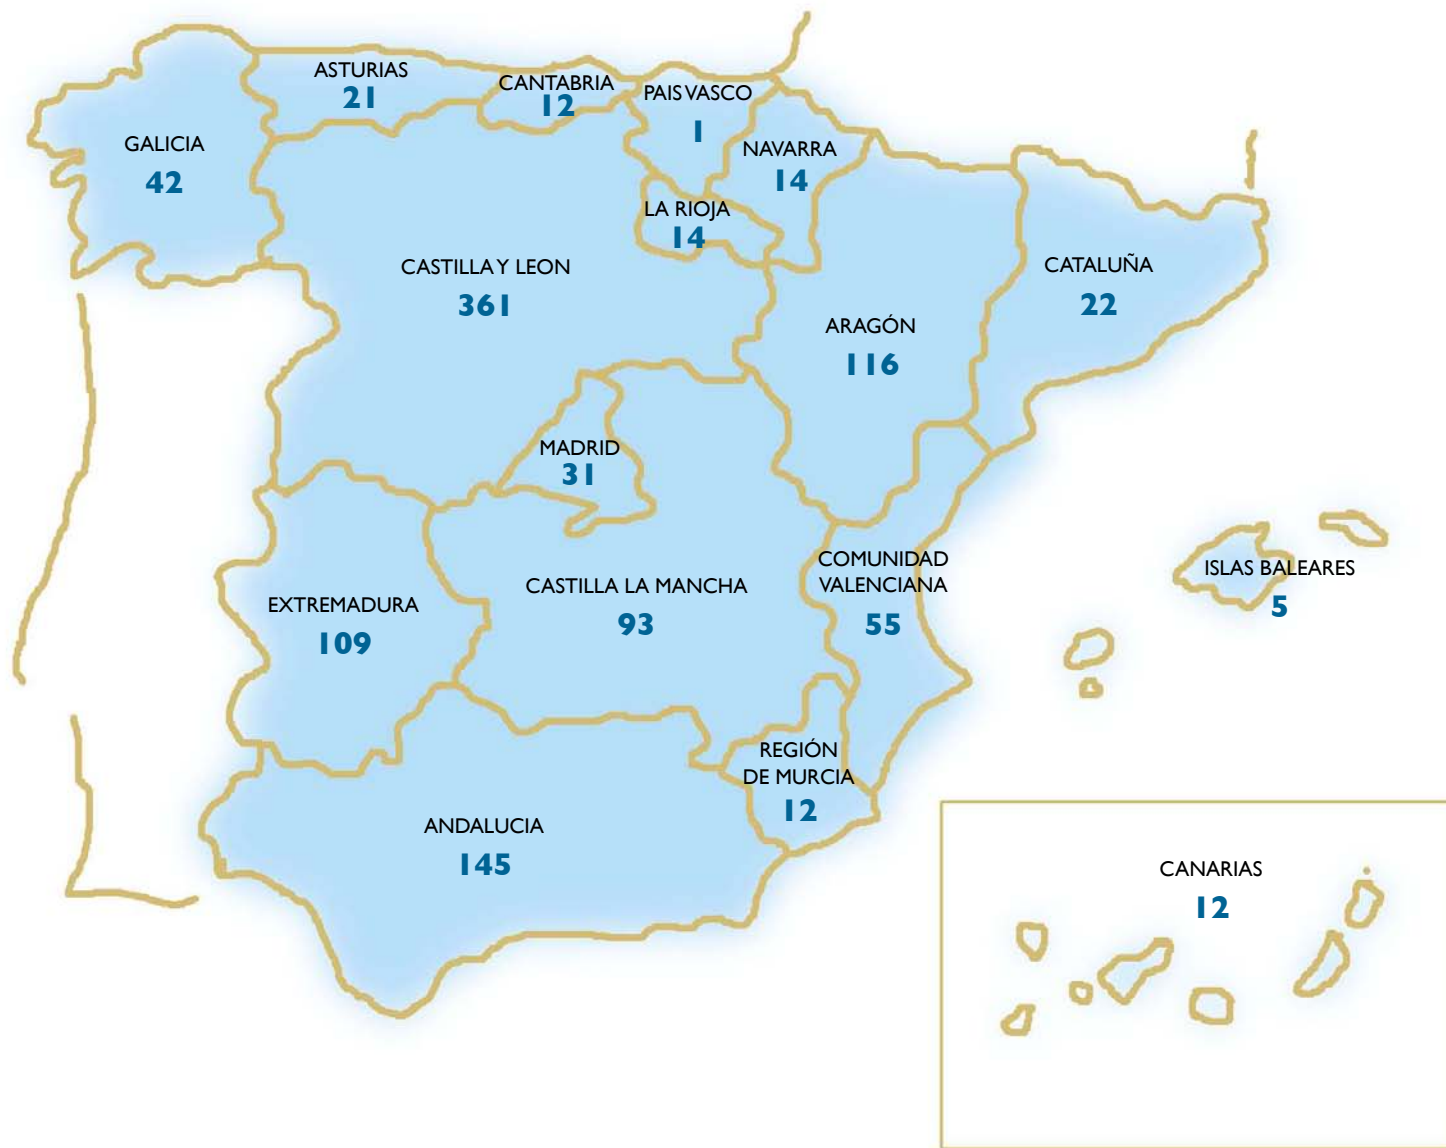 ASTURIAS
21
CANTABRIA
12
PAIS VASCO
1
GALICIA
42
NAVARRA
14
LA RIOJA
14
CASTILLA Y LEON
361
CATALUÑA
22
ARAGÓN
116
MADRID
31
COMUNIDAD
VALENCIANA
55
ISLAS BALEARES
5
CASTILLA LA MANCHA
93
EXTREMADURA
109
REGIÓN
DE MURCIA
12
ANDALUCIA
145
CANARIAS
12